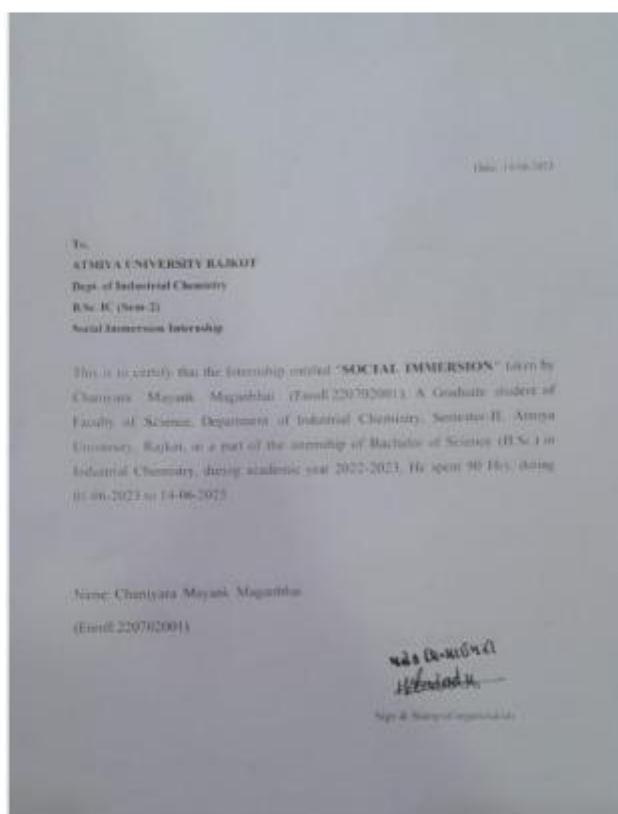 Date: 14-06-2023
To,
ATMIYA UNIVERSITY RAJKOT
Dept. of Industrial Chemistry
B.Sc. IC (Sem-2)
Social Immersion Internship
This is to certify that the Internship entitled "SOCIAL IMMERSION" taken by
Chaniyara Mayank Maganbhai (Enroll:220702001). A Graduate student of
Faculty of Science, Department of Industrial Chemistry, Semester-II, Atmiya
University, Rajkot, as a part of the internship of Bachelor of Science (B.Sc.) in
Industrial Chemistry, during academic year 2022-2023. He spent 90 Hrs. during
01-06-2023 to 14-06-2023
Name: Chaniyara Mayank Maganbhai
(Enroll:220702001)
Sign & Stamp of organization